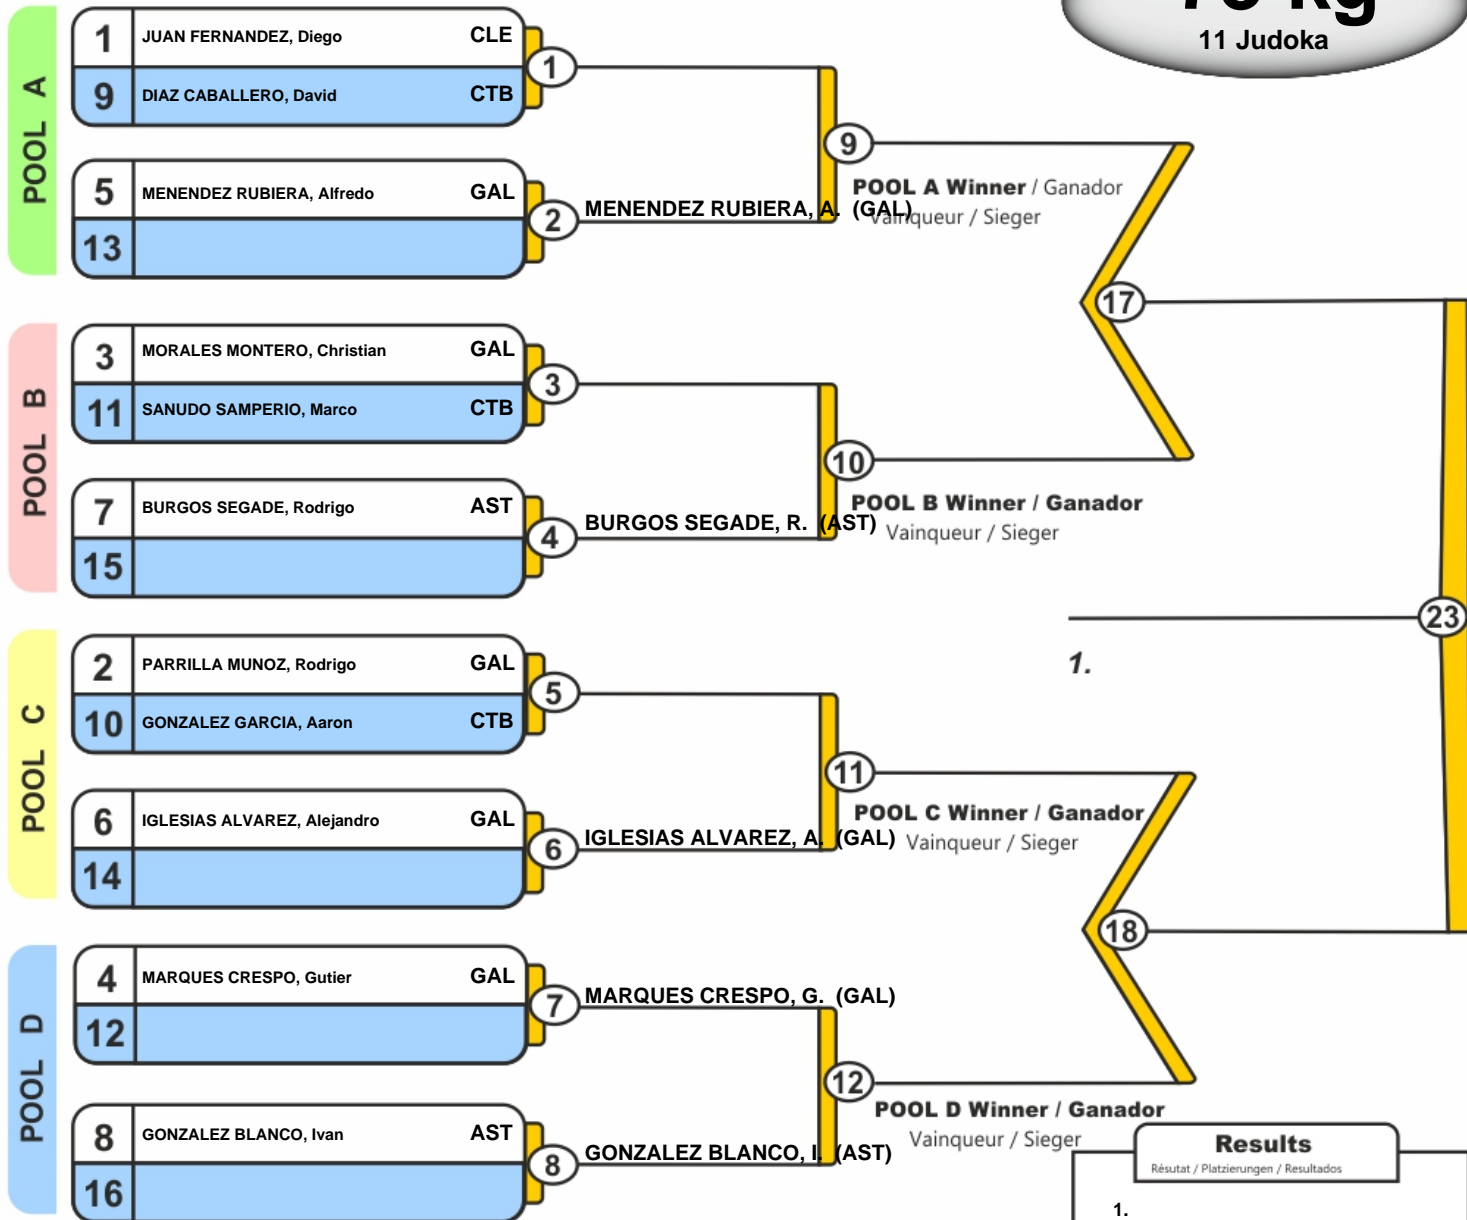 kg
11 Judoka
POOL A
1 JUAN FERNANDEZ, Diego CLE
9 DIAZ CABALLERO, David CTB
1
5 MENENDEZ RUBIERA, Alfredo GAL
13
2
MENENDEZ RUBIERA, A. (GAL)
9
POOL A Winner / Ganador
Vainqueur / Sieger
POOL B
3 MORALES MONTERO, Christian GAL
11 SANUDO SAMPERIO, Marco CTB
3
7 BURGOS SEGADE, Rodrigo AST
15
4
BURGOS SEGADE, R. (AST)
10
POOL B Winner / Ganador
Vainqueur / Sieger
17
23
1.
POOL C
2 PARRILLA MUNOZ, Rodrigo GAL
10 GONZALEZ GARCIA, Aaron CTB
5
6 IGLESIAS ALVAREZ, Alejandro GAL
14
6
IGLESIAS ALVAREZ, A. (GAL)
11
POOL C Winner / Ganador
Vainqueur / Sieger
POOL D
4 MARQUES CRESPO, Gutier GAL
12
7
MARQUES CRESPO, G. (GAL)
8 GONZALEZ BLANCO, Ivan AST
16
8
GONZALEZ BLANCO, I. (AST)
12
POOL D Winner / Ganador
Vainqueur / Sieger
18
Results
Résutat / Platzierungen / Resultados
1.